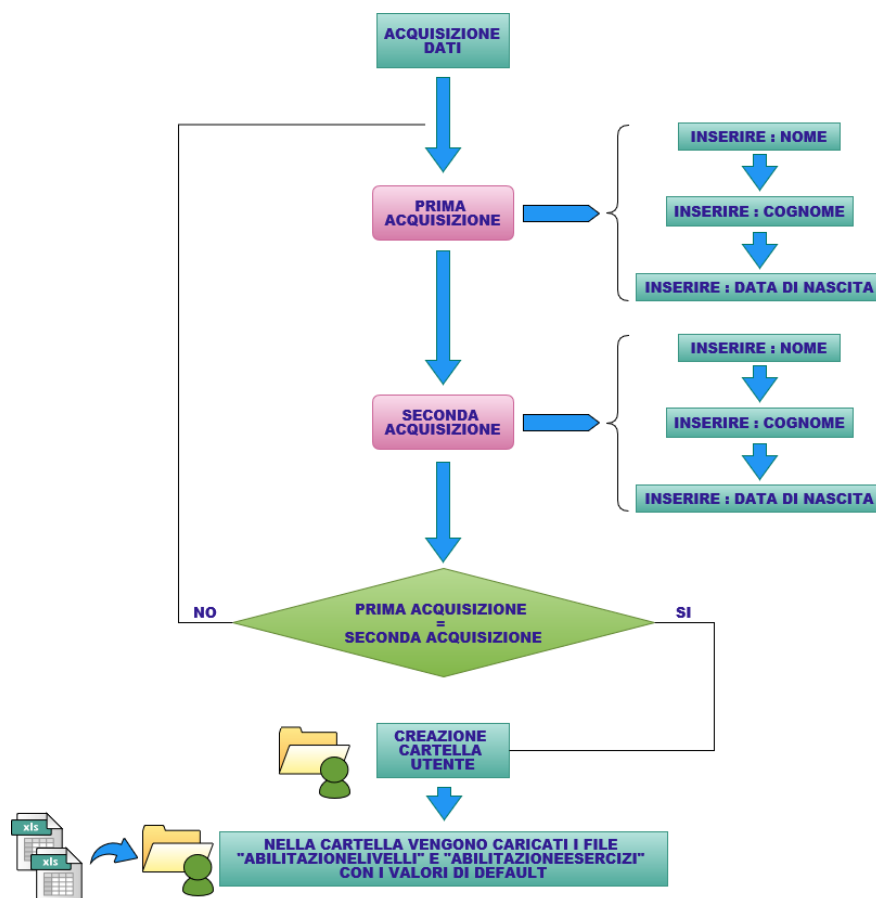 ACQUISIZIONE
DATI
PRIMA
ACQUISIZIONE
INSERIRE : NOME
INSERIRE : COGNOME
INSERIRE : DATA DI NASCITA
SECONDA
ACQUISIZIONE
INSERIRE : NOME
INSERIRE : COGNOME
INSERIRE : DATA DI NASCITA
NO
PRIMA ACQUISIZIONE
=
SECONDA ACQUISIZIONE
SI
CREAZIONE
CARTELLA
UTENTE
xls
xls
NELLA CARTELLA VENGONO CARICATI I FILE
"ABILITAZIONELIVELLI" E "ABILITAZIONEESERCIZI"
CON I VALORI DI DEFAULT